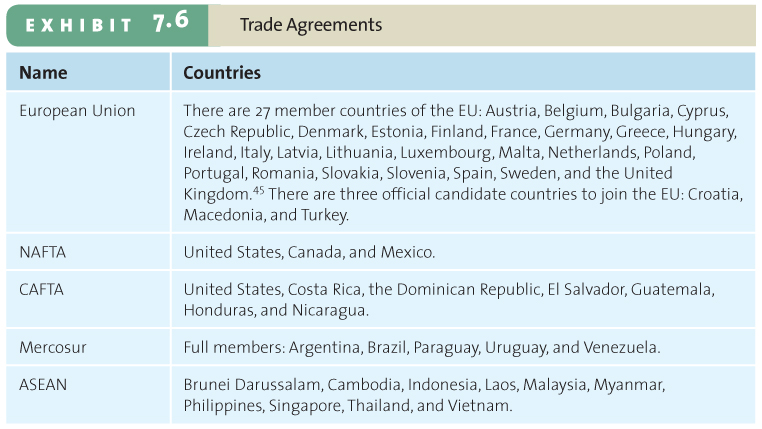 EXHIBIT 7.6 Trade Agreements
Name Countries
European Union There are 27 member countries of the EU: Austria, Belgium, Bulgaria, Cyprus,
Czech Republic, Denmark, Estonia, Finland, France, Germany, Greece, Hungary,
Ireland, Italy, Latvia, Lithuania, Luxembourg, Malta, Netherlands, Poland,
Portugal, Romania, Slovakia, Slovenia, Spain, Sweden, and the United
Kingdom.45 There are three official candidate countries to join the EU: Croatia,
Macedonia, and Turkey.
NAFTA United States, Canada, and Mexico.
CAFTA United States, Costa Rica, the Dominican Republic, El Salvador, Guatemala,
Honduras, and Nicaragua.
Mercosur Full members: Argentina, Brazil, Paraguay, Uruguay, and Venezuela.
ASEAN Brunei Darussalam, Cambodia, Indonesia, Laos, Malaysia, Myanmar,
Philippines, Singapore, Thailand, and Vietnam.